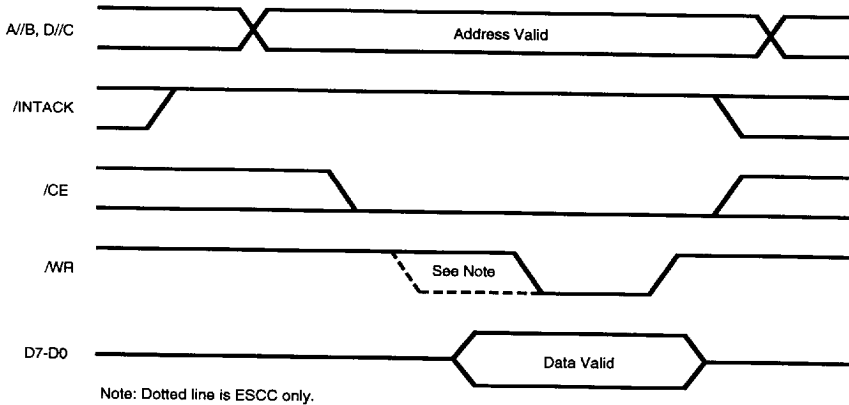 A//B, D//C
Address Valid
/INTACK
/CE
/WR
See Note
D7-D0
Data Valid
Note: Dotted line is ESCC only.